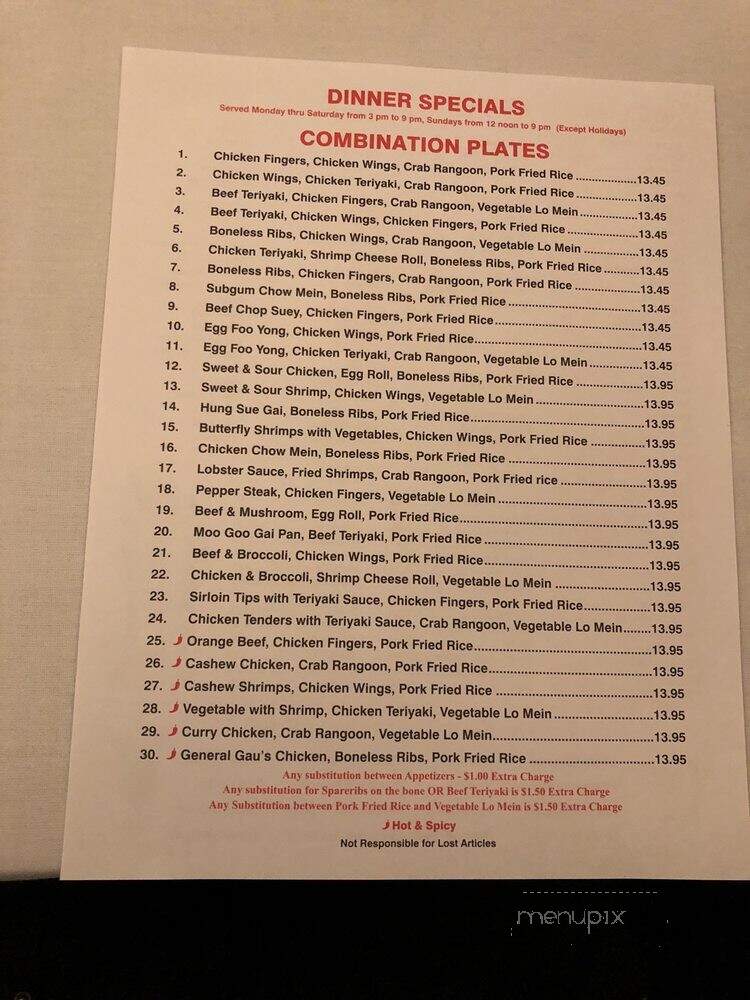 DINNER SPECIALS
Served Monday thru Saturday from 3 pm to 9 pm, Sundays from 12 noon to 9 pm (Except Holidays)
COMBINATION PLATES
1. Chicken Fingers, Chicken Wings, Crab Rangoon, Pork Fried Rice ...................13.45
2. Chicken Wings, Chicken Teriyaki, Crab Rangoon, Pork Fried Rice ...................13.45
3. Beef Teriyaki, Chicken Fingers, Crab Rangoon, Vegetable Lo Mein..................13.45
4. Beef Teriyaki, Chicken Wings, Chicken Fingers, Pork Fried Rice ......................13.45
5. Boneless Ribs, Chicken Wings, Crab Rangoon, Vegetable Lo Mein .................13.45
6. Chicken Teriyaki, Shrimp Cheese Roll, Boneless Ribs, Pork Fried Rice...........13.45
7. Boneless Ribs, Chicken Fingers, Crab Rangoon, Pork Fried Rice ....................13.45
8. Subgum Chow Mein, Boneless Ribs, Pork Fried Rice ........................................13.45
9. Beef Chop Suey, Chicken Fingers, Pork Fried Rice............................................13.45
10. Egg Foo Yong, Chicken Wings, Pork Fried Rice..................................................13.45
11. Egg Foo Yong, Chicken Teriyaki, Crab Rangoon, Vegetable Lo Mein................13.45
12. Sweet & Sour Chicken, Egg Roll, Boneless Ribs, Pork Fried Rice ....................13.95
13. Sweet & Sour Shrimp, Chicken Wings, Vegetable Lo Mein ................................13.95
14. Hung Sue Gai, Boneless Ribs, Pork Fried Rice...................................................13.95
15. Butterfly Shrimps with Vegetables, Chicken Wings, Pork Fried Rice ................13.95
16. Chicken Chow Mein, Boneless Ribs, Pork Fried Rice ........................................13.95
17. Lobster Sauce, Fried Shrimps, Crab Rangoon, Pork Fried rice .........................13.95
18. Pepper Steak, Chicken Fingers, Vegetable Lo Mein ...........................................13.95
19. Beef & Mushroom, Egg Roll, Pork Fried Rice......................................................13.95
20. Moo Goo Gai Pan, Beef Teriyaki, Pork Fried Rice ...............................................13.95
21. Beef & Broccoli, Chicken Wings, Pork Fried Rice................................................13.95
22. Chicken & Broccoli, Shrimp Cheese Roll, Vegetable Lo Mein ............................13.95
23. Sirloin Tips with Teriyaki Sauce, Chicken Fingers, Pork Fried Rice...................13.95
24. Chicken Tenders with Teriyaki Sauce, Crab Rangoon, Vegetable Lo Mein........13.95
25. Orange Beef, Chicken Fingers, Pork Fried Rice....................................................13.95
26. Cashew Chicken, Crab Rangoon, Pork Fried Rice................................................13.95
27. Cashew Shrimps, Chicken Wings, Pork Fried Rice ..............................................13.95
28. Vegetable with Shrimp, Chicken Teriyaki, Vegetable Lo Mein ..............................13.95
29. Curry Chicken, Crab Rangoon, Vegetable Lo Mein...............................................13.95
30. General Gau's Chicken, Boneless Ribs, Pork Fried Rice .....................................13.95
Any substitution between Appetizers - $1.00 Extra Charge
Any substitution for Spareribs on the bone OR Beef Teriyaki is $1.50 Extra Charge
Any Substitution between Pork Fried Rice and Vegetable Lo Mein is $1.50 Extra Charge
Hot & Spicy
Not Responsible for Lost Articles
menupix